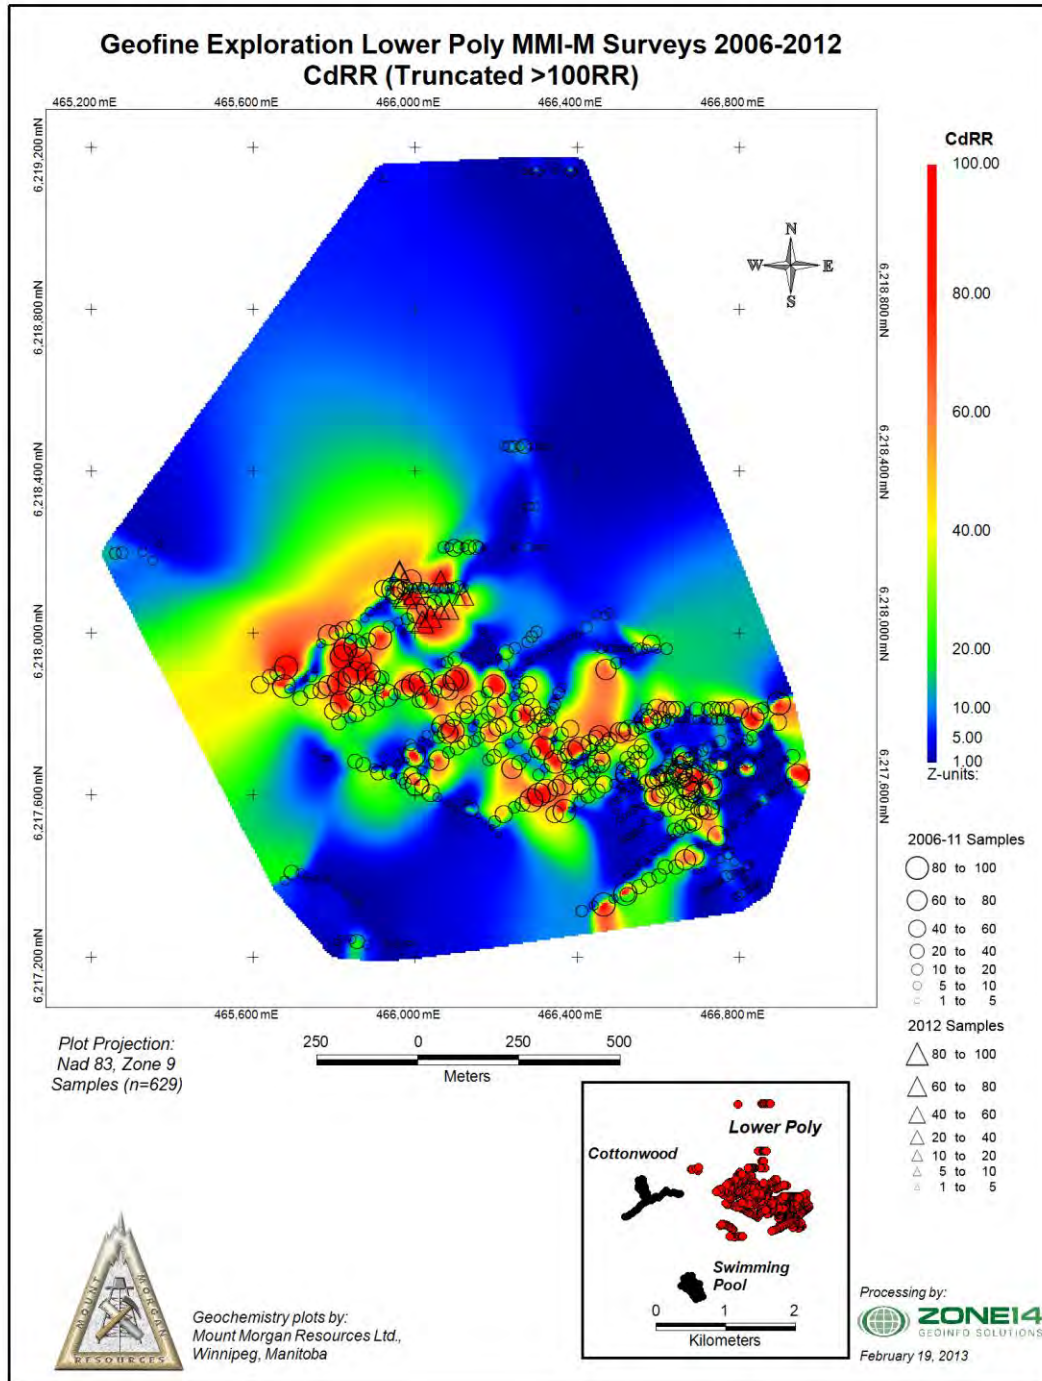 Geofine Exploration Lower Poly MMI-M Surveys 2006-2012
CdRR (Truncated >100RR)
465,200 mE
465,600 mE
466,000 mE
466,400 mE
466,800 mE
6,219,200 mN
6,218,800 mN
6,218,400 mN
6,218,000 mN
6,217,600 mN
6,217,200 mN
N
W
E
S
6,218,800 mN
6,218,400 mN
6,218,000 mN
6,217,600 mN
465,600 mE
466,000 mE
466,400 mE
466,800 mE
CdRR
100.00
80.00
60.00
40.00
20.00
10.00
5.00
1.00
Z-units:
2006-11 Samples
80 to 100
60 to 80
40 to 60
20 to 40
10 to 20
5 to 10
1 to 5
2012 Samples
80 to 100
60 to 80
40 to 60
20 to 40
10 to 20
5 to 10
1 to 5
Plot Projection:
Nad 83, Zone 9
Samples (n=629)
250 0 250 500
Meters
Lower Poly
Cottonwood
Swimming
Pool
0 1 2
Kilometers
MOUNT MORGAN
RESOURCES
Geochemistry plots by:
Mount Morgan Resources Ltd.,
Winnipeg, Manitoba
Processing by:
ZONE14
GEOINFO SOLUTIONS
February 19, 2013